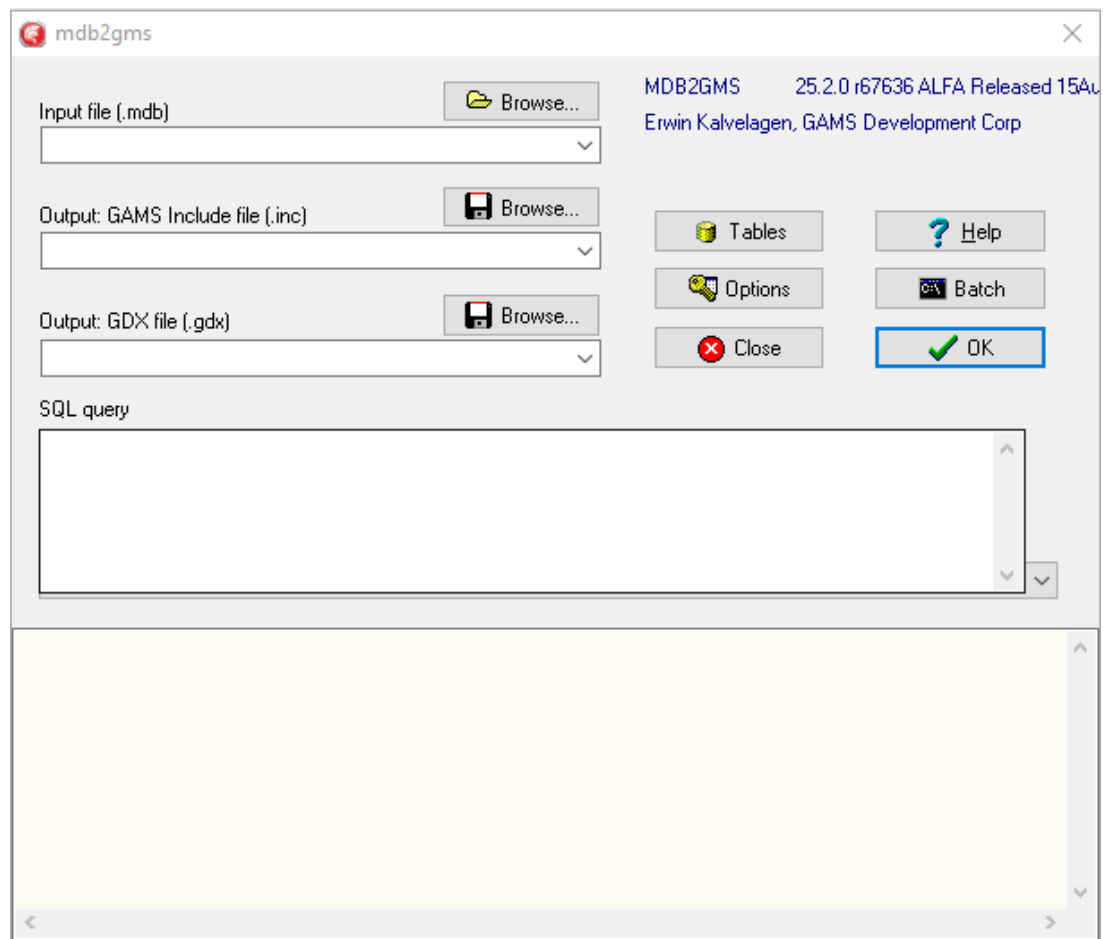 mdb2gms
Input file (.mdb)
Browse...
MDB2GMS 25.2.0 r67636 ALFA Released 15Au
Erwin Kalvelagen, GAMS Development Corp
Output: GAMS Include file (.inc)
Browse...
Tables
Help
Options
Batch
Output: GDX file (.gdx)
Browse...
Close
OK
SQL query